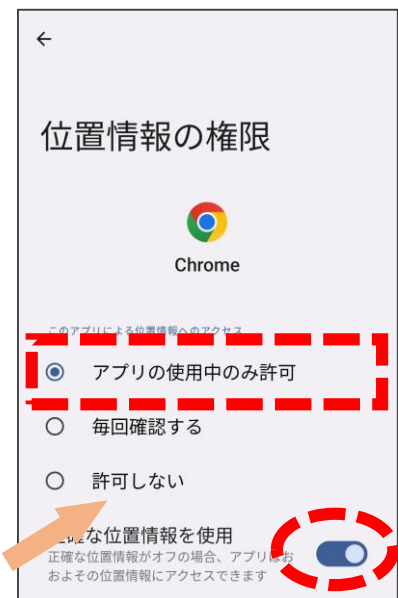 位置情報の権限
Chrome
このアプリによる位置情報へのアクセス
アプリの使用中のみ許可
毎回確認する
許可しない
な位置情報を使用
正確な位置情報がオフの場合、アプリはお
およその位置情報にアクセスできます